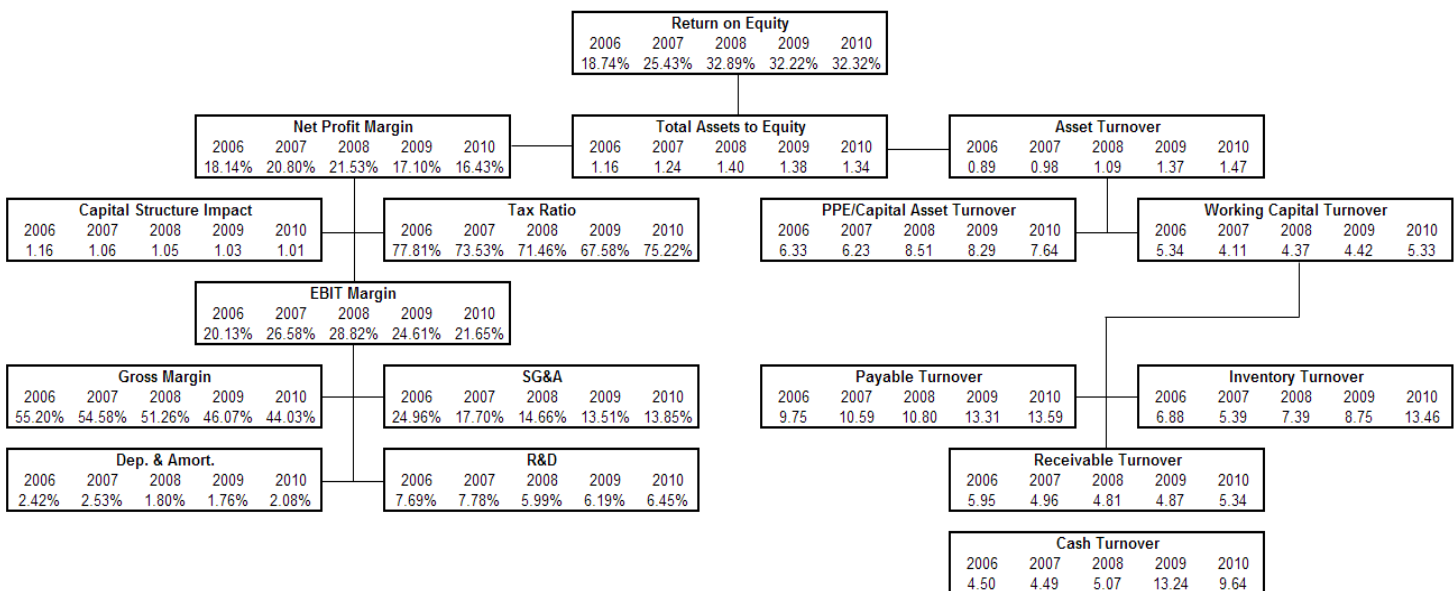 Return on Equity
2006 2007 2008 2009 2010
18.74% 25.43% 32.89% 32.22% 32.32%
Net Profit Margin
2006 2007 2008 2009 2010
18.14% 20.80% 21.53% 17.10% 16.43%
Total Assets to Equity
2006 2007 2008 2009 2010
1.16 1.24 1.40 1.38 1.34
Asset Turnover
2006 2007 2008 2009 2010
0.89 0.98 1.09 1.37 1.47
Capital Structure Impact
2006 2007 2008 2009 2010
1.16 1.06 1.05 1.03 1.01
Tax Ratio
2006 2007 2008 2009 2010
77.81% 73.53% 71.46% 67.58% 75.22%
PPE/Capital Asset Turnover
2006 2007 2008 2009 2010
6.33 6.23 8.51 8.29 7.64
Working Capital Turnover
2006 2007 2008 2009 2010
5.34 4.11 4.37 4.42 5.33
EBIT Margin
2006 2007 2008 2009 2010
20.13% 26.58% 28.82% 24.61% 21.65%
Gross Margin
2006 2007 2008 2009 2010
55.20% 54.58% 51.26% 46.07% 44.03%
SG&A
2006 2007 2008 2009 2010
24.96% 17.70% 14.66% 13.51% 13.85%
Payable Turnover
2006 2007 2008 2009 2010
9.75 10.59 10.80 13.31 13.59
Inventory Turnover
2006 2007 2008 2009 2010
6.88 5.39 7.39 8.75 13.46
Dep. & Amort.
2006 2007 2008 2009 2010
2.42% 2.53% 1.80% 1.76% 2.08%
R&D
2006 2007 2008 2009 2010
7.69% 7.78% 5.99% 6.19% 6.45%
Receivable Turnover
2006 2007 2008 2009 2010
5.95 4.96 4.81 4.87 5.34
Cash Turnover
2006 2007 2008 2009 2010
4.50 4.49 5.07 13.24 9.64